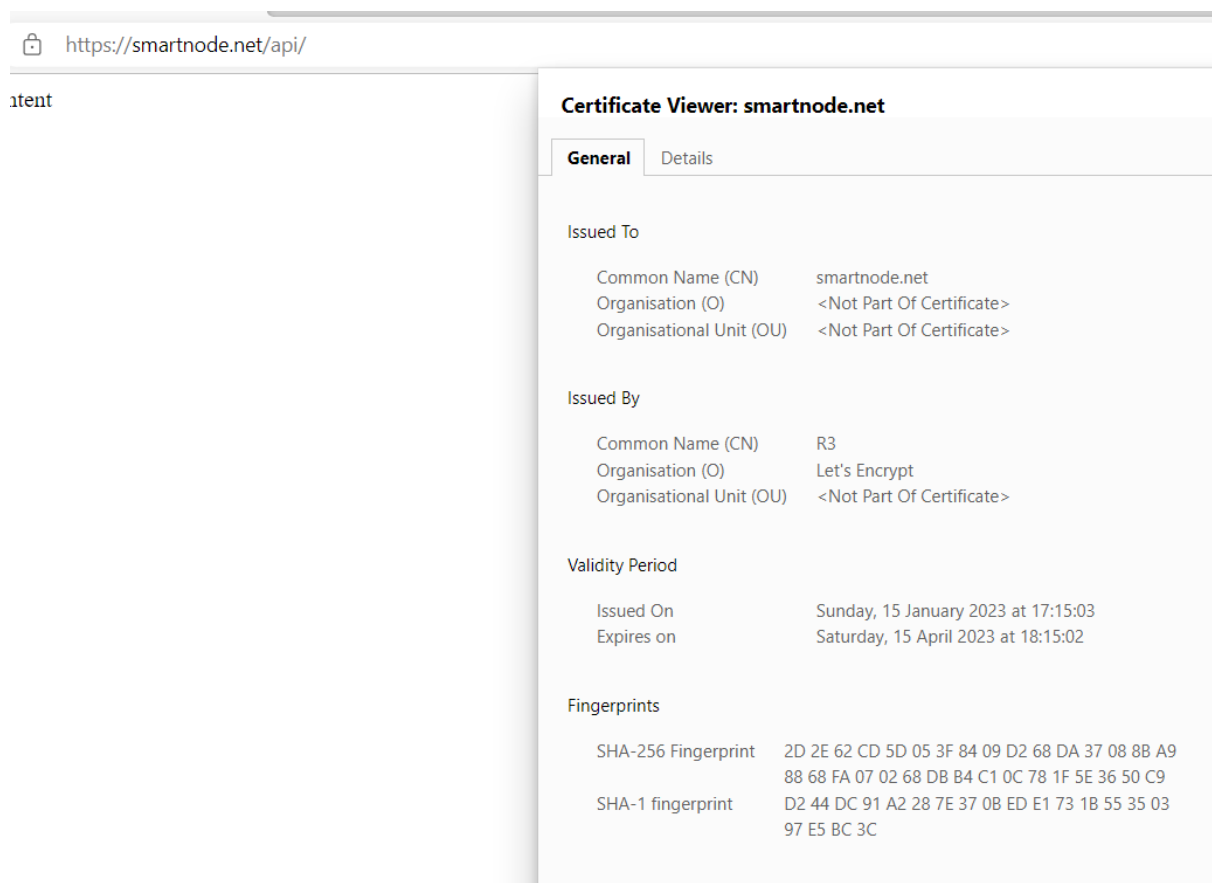 https://smartnode.net/api/
ntent
Certificate Viewer: smartnode.net
General Details
Issued To
Common Name (CN) smartnode.net
Organisation (O) <Not Part Of Certificate>
Organisational Unit (OU) <Not Part Of Certificate>
Issued By
Common Name (CN) R3
Organisation (O) Let's Encrypt
Organisational Unit (OU) <Not Part Of Certificate>
Validity Period
Issued On Sunday, 15 January 2023 at 17:15:03
Expires on Saturday, 15 April 2023 at 18:15:02
Fingerprints
SHA-256 Fingerprint 2D 2E 62 CD 5D 05 3F 84 09 D2 68 DA 37 08 8B A9
88 68 FA 07 02 68 DB B4 C1 0C 78 1F 5E 36 50 C9
SHA-1 fingerprint D2 44 DC 91 A2 28 7E 37 0B ED E1 73 1B 55 35 03
97 E5 BC 3C